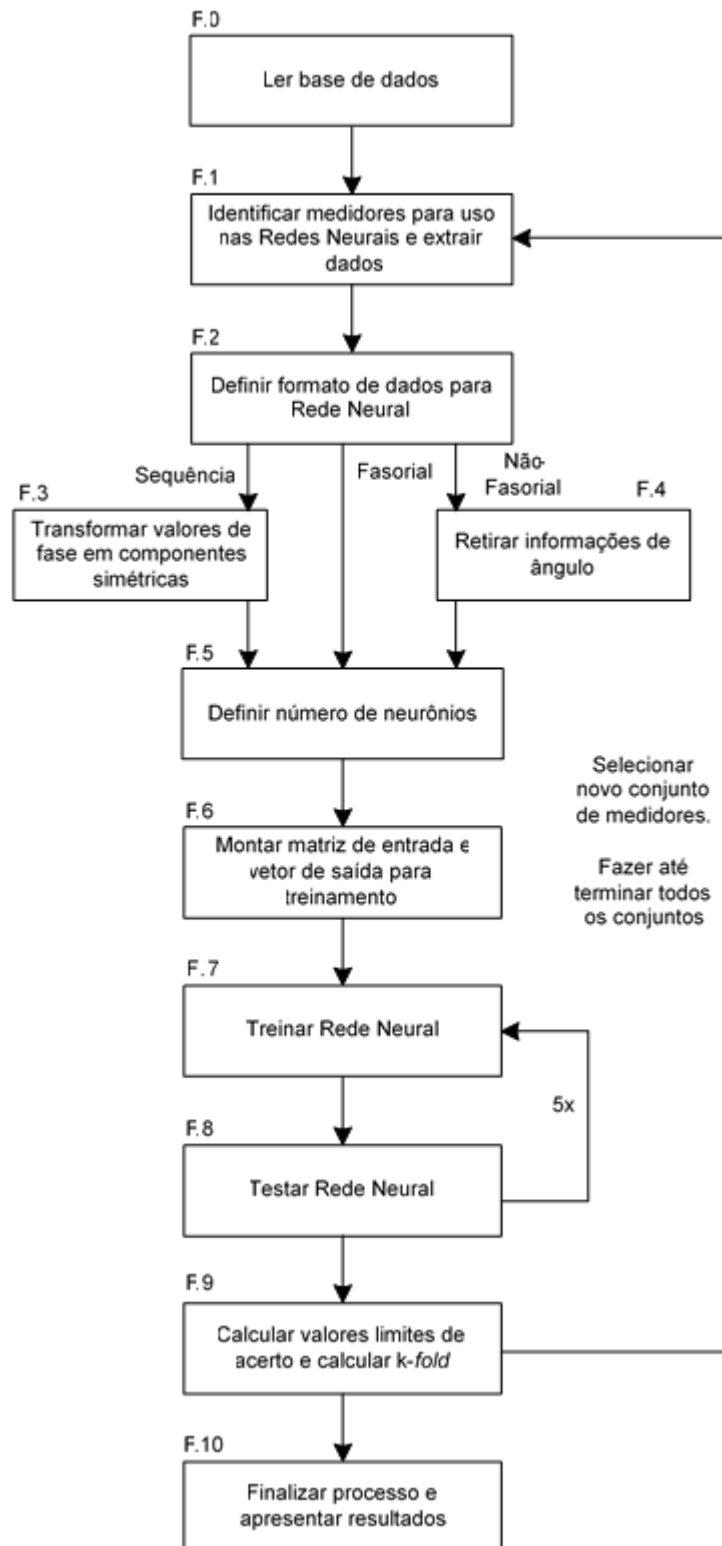 F.0
Ler base de dados
F.1
Identificar medidores para uso
nas Redes Neurais e extrair
dados
F.2
Definir formato de dados para
Rede Neural
Sequência
Fasorial
Não-
Fasorial
F.3
Transformar valores de
fase em componentes
simétricas
F.4
Retirar informações de
ângulo
F.5
Definir número de neurônios
Selecionar
novo conjunto
de medidores.
Fazer até
terminar todos
os conjuntos
F.6
Montar matriz de entrada e
vetor de saída para
treinamento
F.7
Treinar Rede Neural
5x
F.8
Testar Rede Neural
F.9
Calcular valores limites de
acerto e calcular k-fold
F.10
Finalizar processo e
apresentar resultados